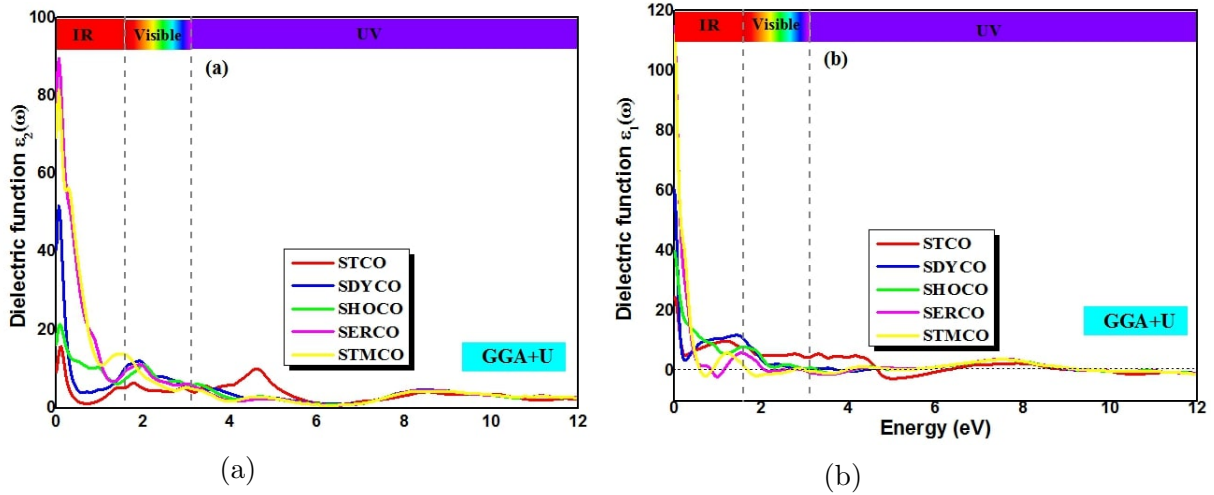 100
80
60
40
20
0
Dielectric function ε₂(ω)
IR
Visible
UV
(a)
STCO
SDYCO
SHOCO
SERCO
STMCO
GGA+U
0 2 4 6 8 10 12
(a)
120
100
80
60
40
20
0
Dielectric function ε₁(ω)
IR
Visible
UV
(b)
STCO
SDYCO
SHOCO
SERCO
STMCO
GGA+U
0 2 4 6 8 10 12
Energy (eV)
(b)